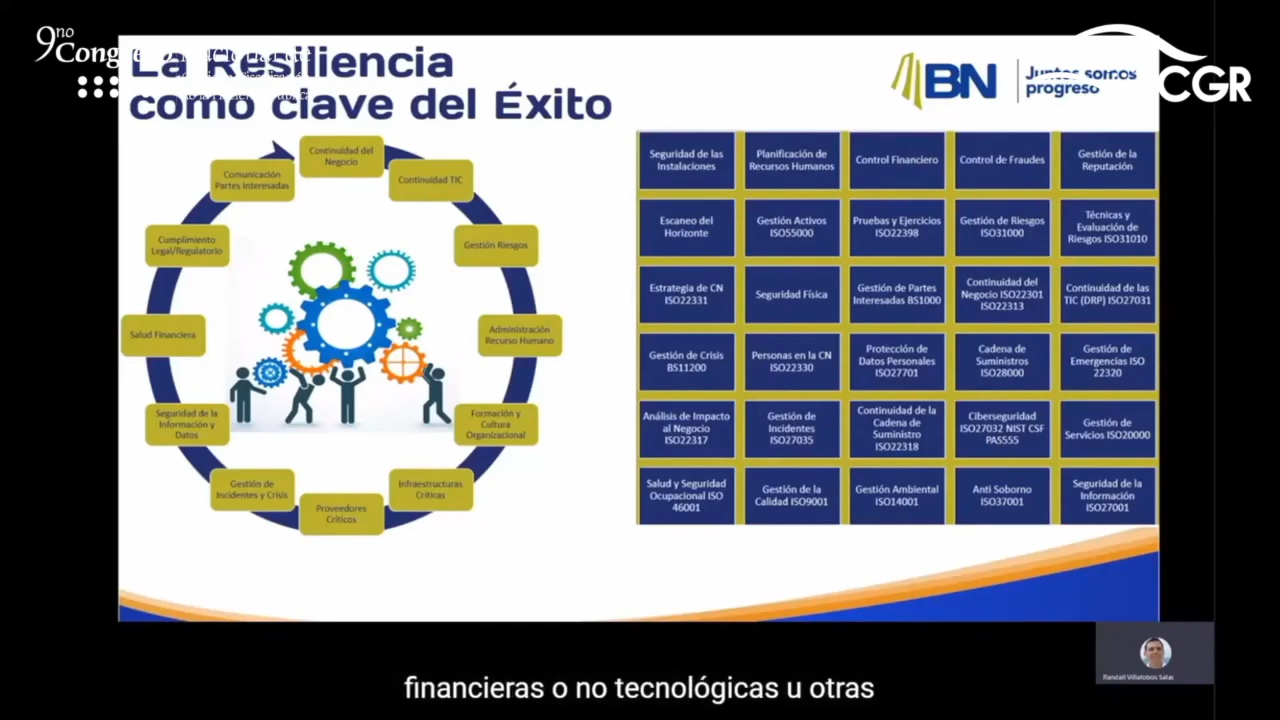 9no
La Resiliencia
como clave del Éxito
BN
Juntos somos
progreso
CGR
Continuidad del
Negocio
Continuidad TIC
Gestión Riesgos
Administración
Recurso Humano
Formación y
Cultura
Organizacional
Infraestructuras
Críticas
Proveedores
Críticos
Gestión de
Incidentes y Crisis
Seguridad de la
Información y
Datos
Salud Financiera
Cumplimiento
Legal/Regulatorio
Comunicación
Partes Interesadas
Seguridad de las
Instalaciones
Planificación de
Recursos Humanos
Control Financiero
Control de Fraudes
Gestión de la
Reputación
Escaneo del
Horizonte
Gestión Activos
ISO55000
Pruebas y Ejercicios
ISO22398
Gestión de Riesgos
ISO31000
Técnicas y
Evaluación de
Riesgos ISO31010
Estrategia de CN
ISO22331
Seguridad Física
Gestión de Partes
Interesadas BS1000
Continuidad del
Negocio ISO22301
ISO22313
Continuidad de las
TIC (DRP) ISO27031
Gestión de Crisis
BS11200
Personas en la CN
ISO22330
Protección de
Datos Personales
ISO27701
Cadena de
Suministros
ISO28000
Gestión de
Emergencias ISO
22320
Análisis de Impacto
al Negocio
ISO22317
Gestión de
Incidentes
ISO27035
Continuidad de la
Cadena de
Suministro
ISO22318
Ciberseguridad
ISO27032 NIST CSF
PAS555
Gestión de
Servicios ISO20000
Salud y Seguridad
Ocupacional ISO
46001
Gestión de la
Calidad ISO9001
Gestión Ambiental
ISO14001
Anti Soborno
ISO37001
Seguridad de la
Información
ISO27001
Randall Villalobos Salas
financieras o no tecnológicas u otras